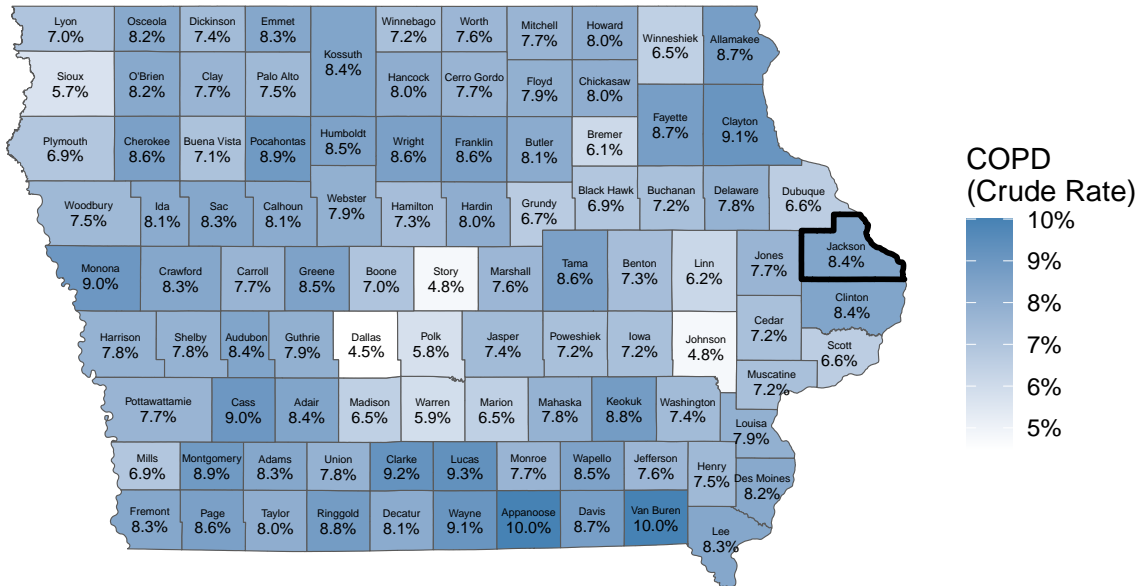 Lyon
7.0%
Osceola
8.2%
Dickinson
7.4%
Emmet
8.3%
Kossuth
8.4%
Winnebago
7.2%
Worth
7.6%
Mitchell
7.7%
Howard
8.0%
Winneshiek
6.5%
Allamakee
8.7%
Sioux
5.7%
O'Brien
8.2%
Clay
7.7%
Palo Alto
7.5%
Hancock
8.0%
Cerro Gordo
7.7%
Floyd
7.9%
Chickasaw
8.0%
Fayette
8.7%
Clayton
9.1%
Plymouth
6.9%
Cherokee
8.6%
Buena Vista
7.1%
Pocahontas
8.9%
Humboldt
8.5%
Wright
8.6%
Franklin
8.6%
Butler
8.1%
Bremer
6.1%
Woodbury
7.5%
Ida
8.1%
Sac
8.3%
Calhoun
8.1%
Webster
7.9%
Hamilton
7.3%
Hardin
8.0%
Grundy
6.7%
Black Hawk
6.9%
Buchanan
7.2%
Delaware
7.8%
Dubuque
6.6%
Monona
9.0%
Crawford
8.3%
Carroll
7.7%
Greene
8.5%
Boone
7.0%
Story
4.8%
Marshall
7.6%
Tama
8.6%
Benton
7.3%
Linn
6.2%
Jones
7.7%
Jackson
8.4%
Clinton
8.4%
Harrison
7.8%
Shelby
7.8%
Audubon
8.4%
Guthrie
7.9%
Dallas
4.5%
Polk
5.8%
Jasper
7.4%
Poweshiek
7.2%
Iowa
7.2%
Johnson
4.8%
Cedar
7.2%
Scott
6.6%
Muscatine
7.2%
Pottawattamie
7.7%
Cass
9.0%
Adair
8.4%
Madison
6.5%
Warren
5.9%
Marion
6.5%
Mahaska
7.8%
Keokuk
8.8%
Washington
7.4%
Louisa
7.9%
Mills
6.9%
Montgomery
8.9%
Adams
8.3%
Union
7.8%
Clarke
9.2%
Lucas
9.3%
Monroe
7.7%
Wapello
8.5%
Jefferson
7.6%
Henry
7.5%
Des Moines
8.2%
Fremont
8.3%
Page
8.6%
Taylor
8.0%
Ringgold
8.8%
Decatur
8.1%
Wayne
9.1%
Appanoose
10.0%
Davis
8.7%
Van Buren
10.0%
Lee
8.3%
COPD
(Crude Rate)
10%
9%
8%
7%
6%
5%